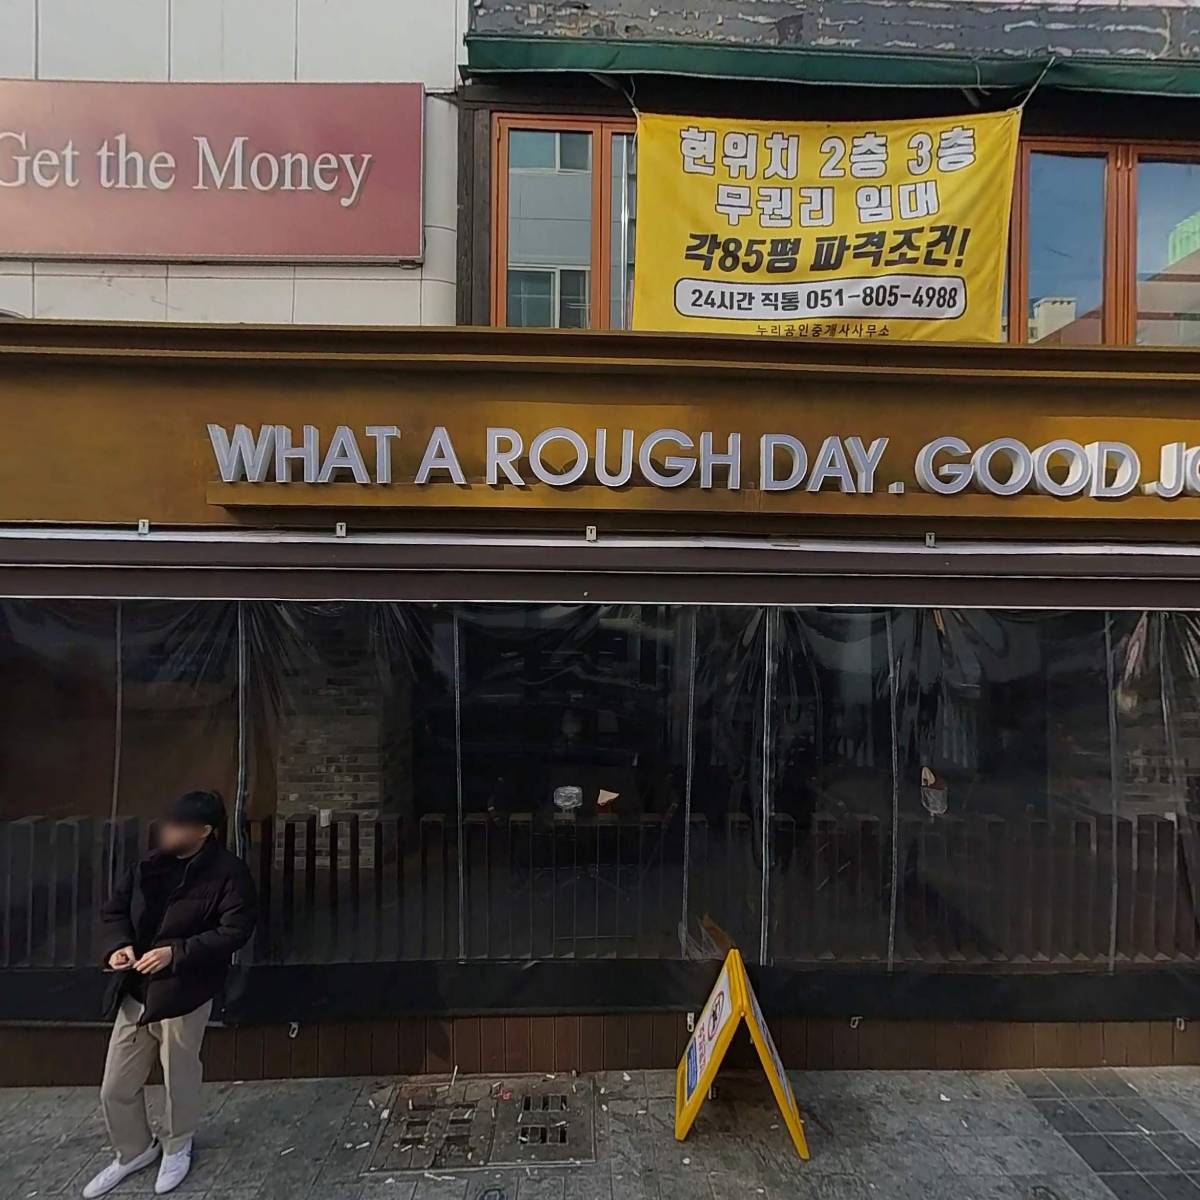 Get the Money
현위치 2층 3층
무권리 임대
각85평 파격조건!
24시간 직통 051-805-4988
누리공인중개사사무소
WHAT A ROUGH DAY. GOOD JO